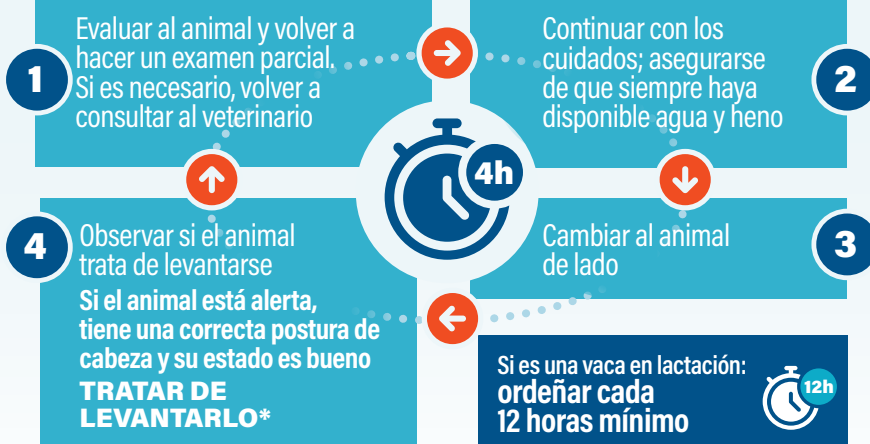 1
Evaluar al animal y volver a
hacer un examen parcial.
Si es necesario, volver a
consultar al veterinario
2
Continuar con los
cuidados; asegurarse
de que siempre haya
disponible agua y heno
4h
3
Cambiar al animal
de lado
4
Observar si el animal
trata de levantarse
Si el animal está alerta,
tiene una correcta postura de
cabeza y su estado es bueno
TRATAR DE
LEVANTARLO*
Si es una vaca en lactación:
ordeñar cada
12 horas mínimo
12h